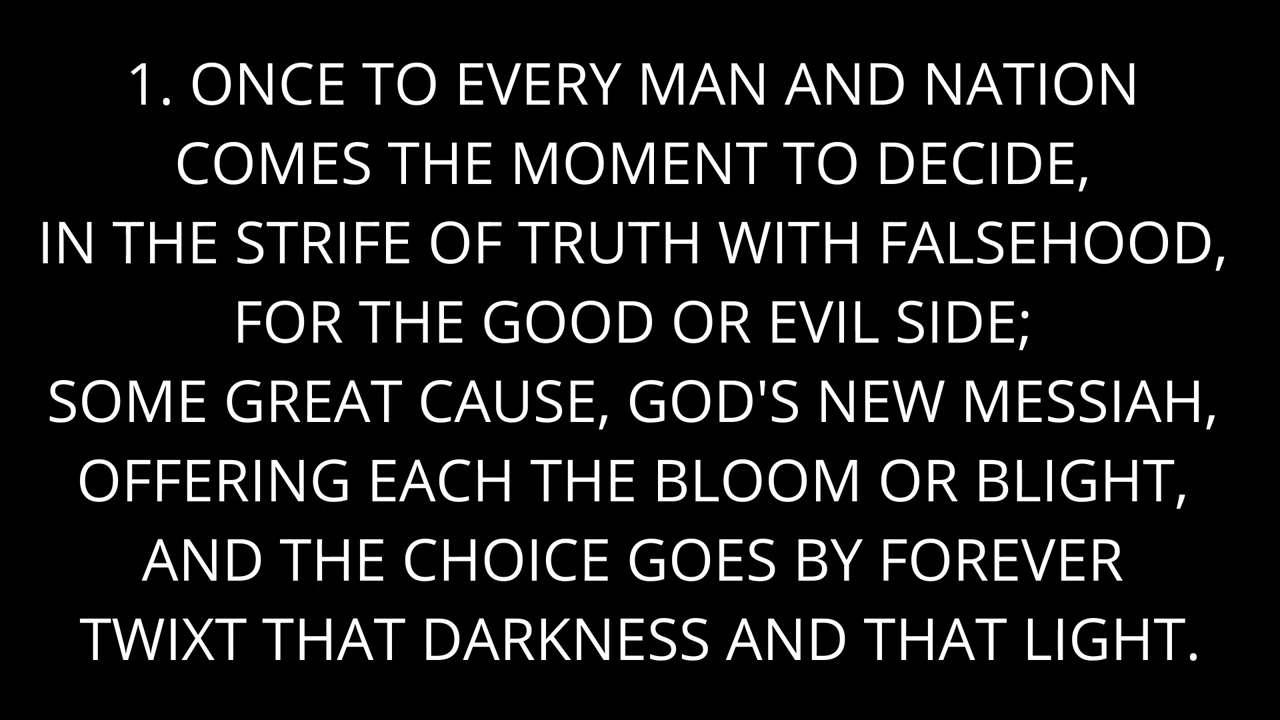 1. ONCE TO EVERY MAN AND NATION
COMES THE MOMENT TO DECIDE,
IN THE STRIFE OF TRUTH WITH FALSEHOOD,
FOR THE GOOD OR EVIL SIDE;
SOME GREAT CAUSE, GOD'S NEW MESSIAH,
OFFERING EACH THE BLOOM OR BLIGHT,
AND THE CHOICE GOES BY FOREVER
TWIXT THAT DARKNESS AND THAT LIGHT.